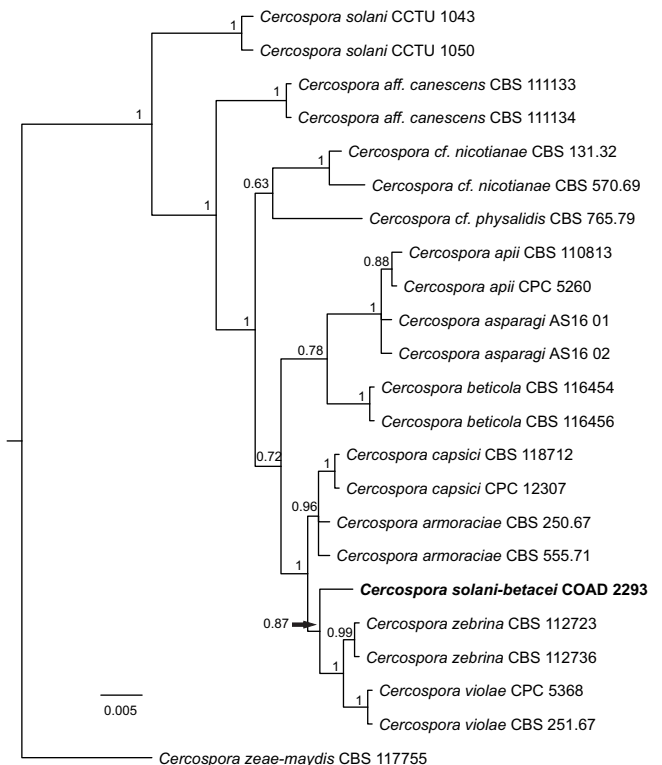 Cercospora solani CCTU 1043
1
Cercospora solani CCTU 1050
Cercospora aff. canescens CBS 111133
1
1
Cercospora aff. canescens CBS 111134
Cercospora cf. nicotianae CBS 131.32
1
0.63
Cercospora cf. nicotianae CBS 570.69
1
Cercospora cf. physalidis CBS 765.79
Cercospora apii CBS 110813
0.88
Cercospora apii CPC 5260
1
1
Cercospora asparagi AS16 01
0.78
Cercospora asparagi AS16 02
Cercospora beticola CBS 116454
1
Cercospora beticola CBS 116456
0.72
Cercospora capsici CBS 118712
1
Cercospora capsici CPC 12307
0.96
Cercospora armoraciae CBS 250.67
Cercospora armoraciae CBS 555.71
1
Cercospora solani-betacei COAD 2293
0.87
Cercospora zebrina CBS 112723
0.99
Cercospora zebrina CBS 112736
1
Cercospora violae CPC 5368
1
0.005
Cercospora violae CBS 251.67
Cercospora zeae-maydis CBS 117755